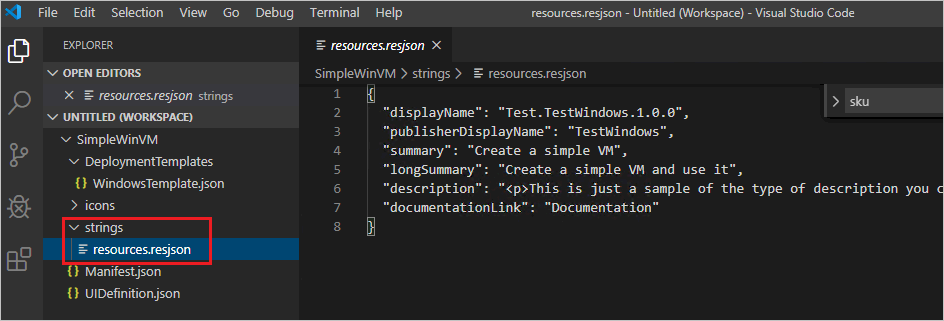 File Edit Selection View Go Debug Terminal Help resources.resjson - Untitled (Workspace) - Visual Studio Code
EXPLORER
OPEN EDITORS
resources.resjson strings
UNTITLED (WORKSPACE)
SimpleWinVM
DeploymentTemplates
{} WindowsTemplate.json
icons
strings
resources.resjson
{} Manifest.json
{} UIDefinition.json
resources.resjson
SimpleWinVM > strings > resources.resjson
sku
1 {
2 "displayName": "Test.TestWindows.1.0.0",
3 "publisherDisplayName": "TestWindows",
4 "summary": "Create a simple VM",
5 "longSummary": "Create a simple VM and use it",
6 "description": "<p>This is just a sample of the type of description you c
7 "documentationLink": "Documentation"
8 }